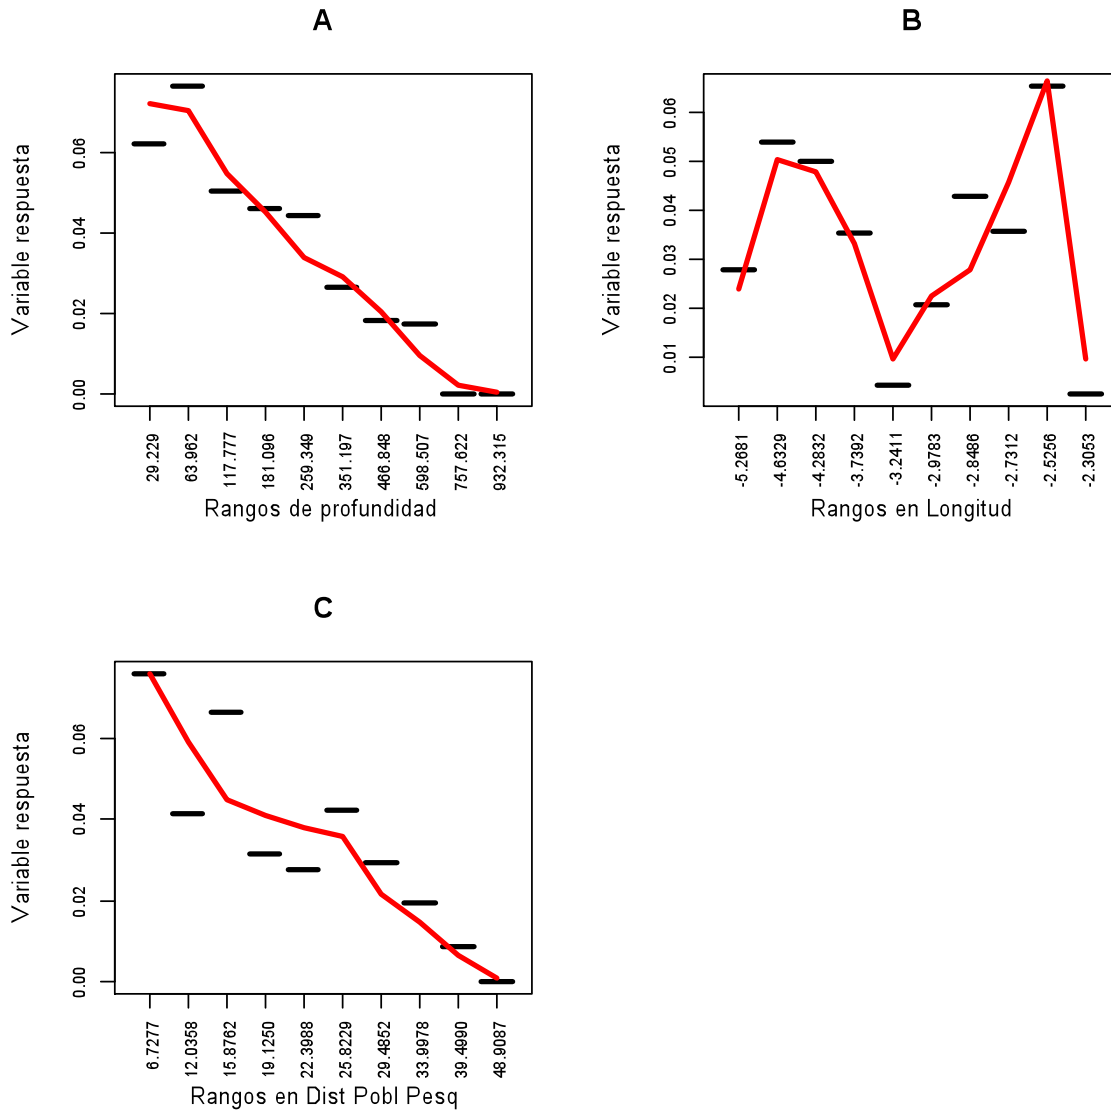 A
Variable respuesta
0.00 0.02 0.04 0.06
29.229 63.962 117.777 181.096 259.349 351.197 466.848 598.507 757.622 932.315
Rangos de profundidad
B
Variable respuesta
0.01 0.02 0.03 0.04 0.05 0.06
-5.2681 -4.6329 -4.2832 -3.7392 -3.2411 -2.9783 -2.8486 -2.7312 -2.5256 -2.3053
Rangos en Longitud
C
Variable respuesta
0.00 0.02 0.04 0.06
6.7277 12.0358 15.8762 19.1250 22.3988 25.8229 29.4852 33.9978 39.4990 48.9087
Rangos en Dist Pobl Pesq